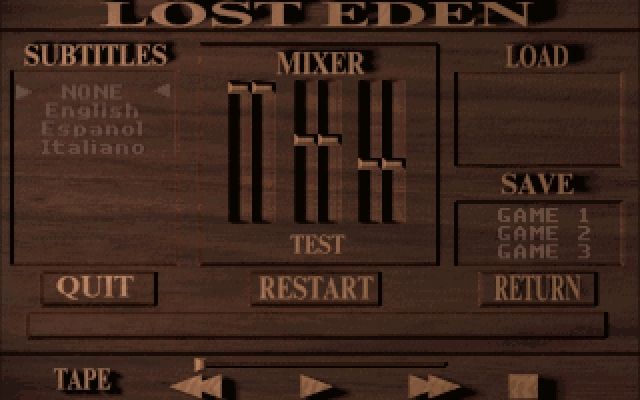 LOST EDEN
SUBTITLES
NONE
English
Espanol
Italiano
MIXER
TEST
LOAD
SAVE
GAME 1
GAME 2
GAME 3
QUIT
RESTART
RETURN
TAPE